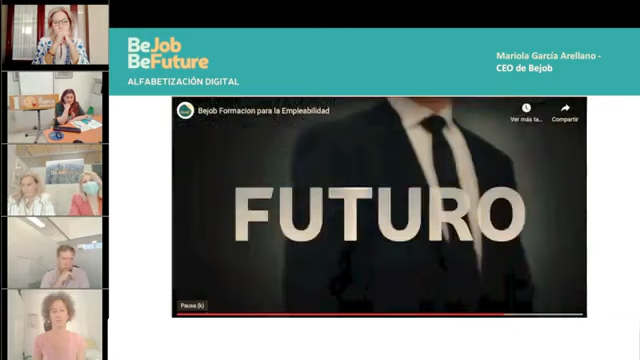 BeJob
BeFuture
ALFABETIZACIÓN DIGITAL
Mariola García Arellano -
CEO de Bejob
Bejob Formacion para la Empleabilidad
Ver más ta...
Compartir
FUTURO
Pausa (k)